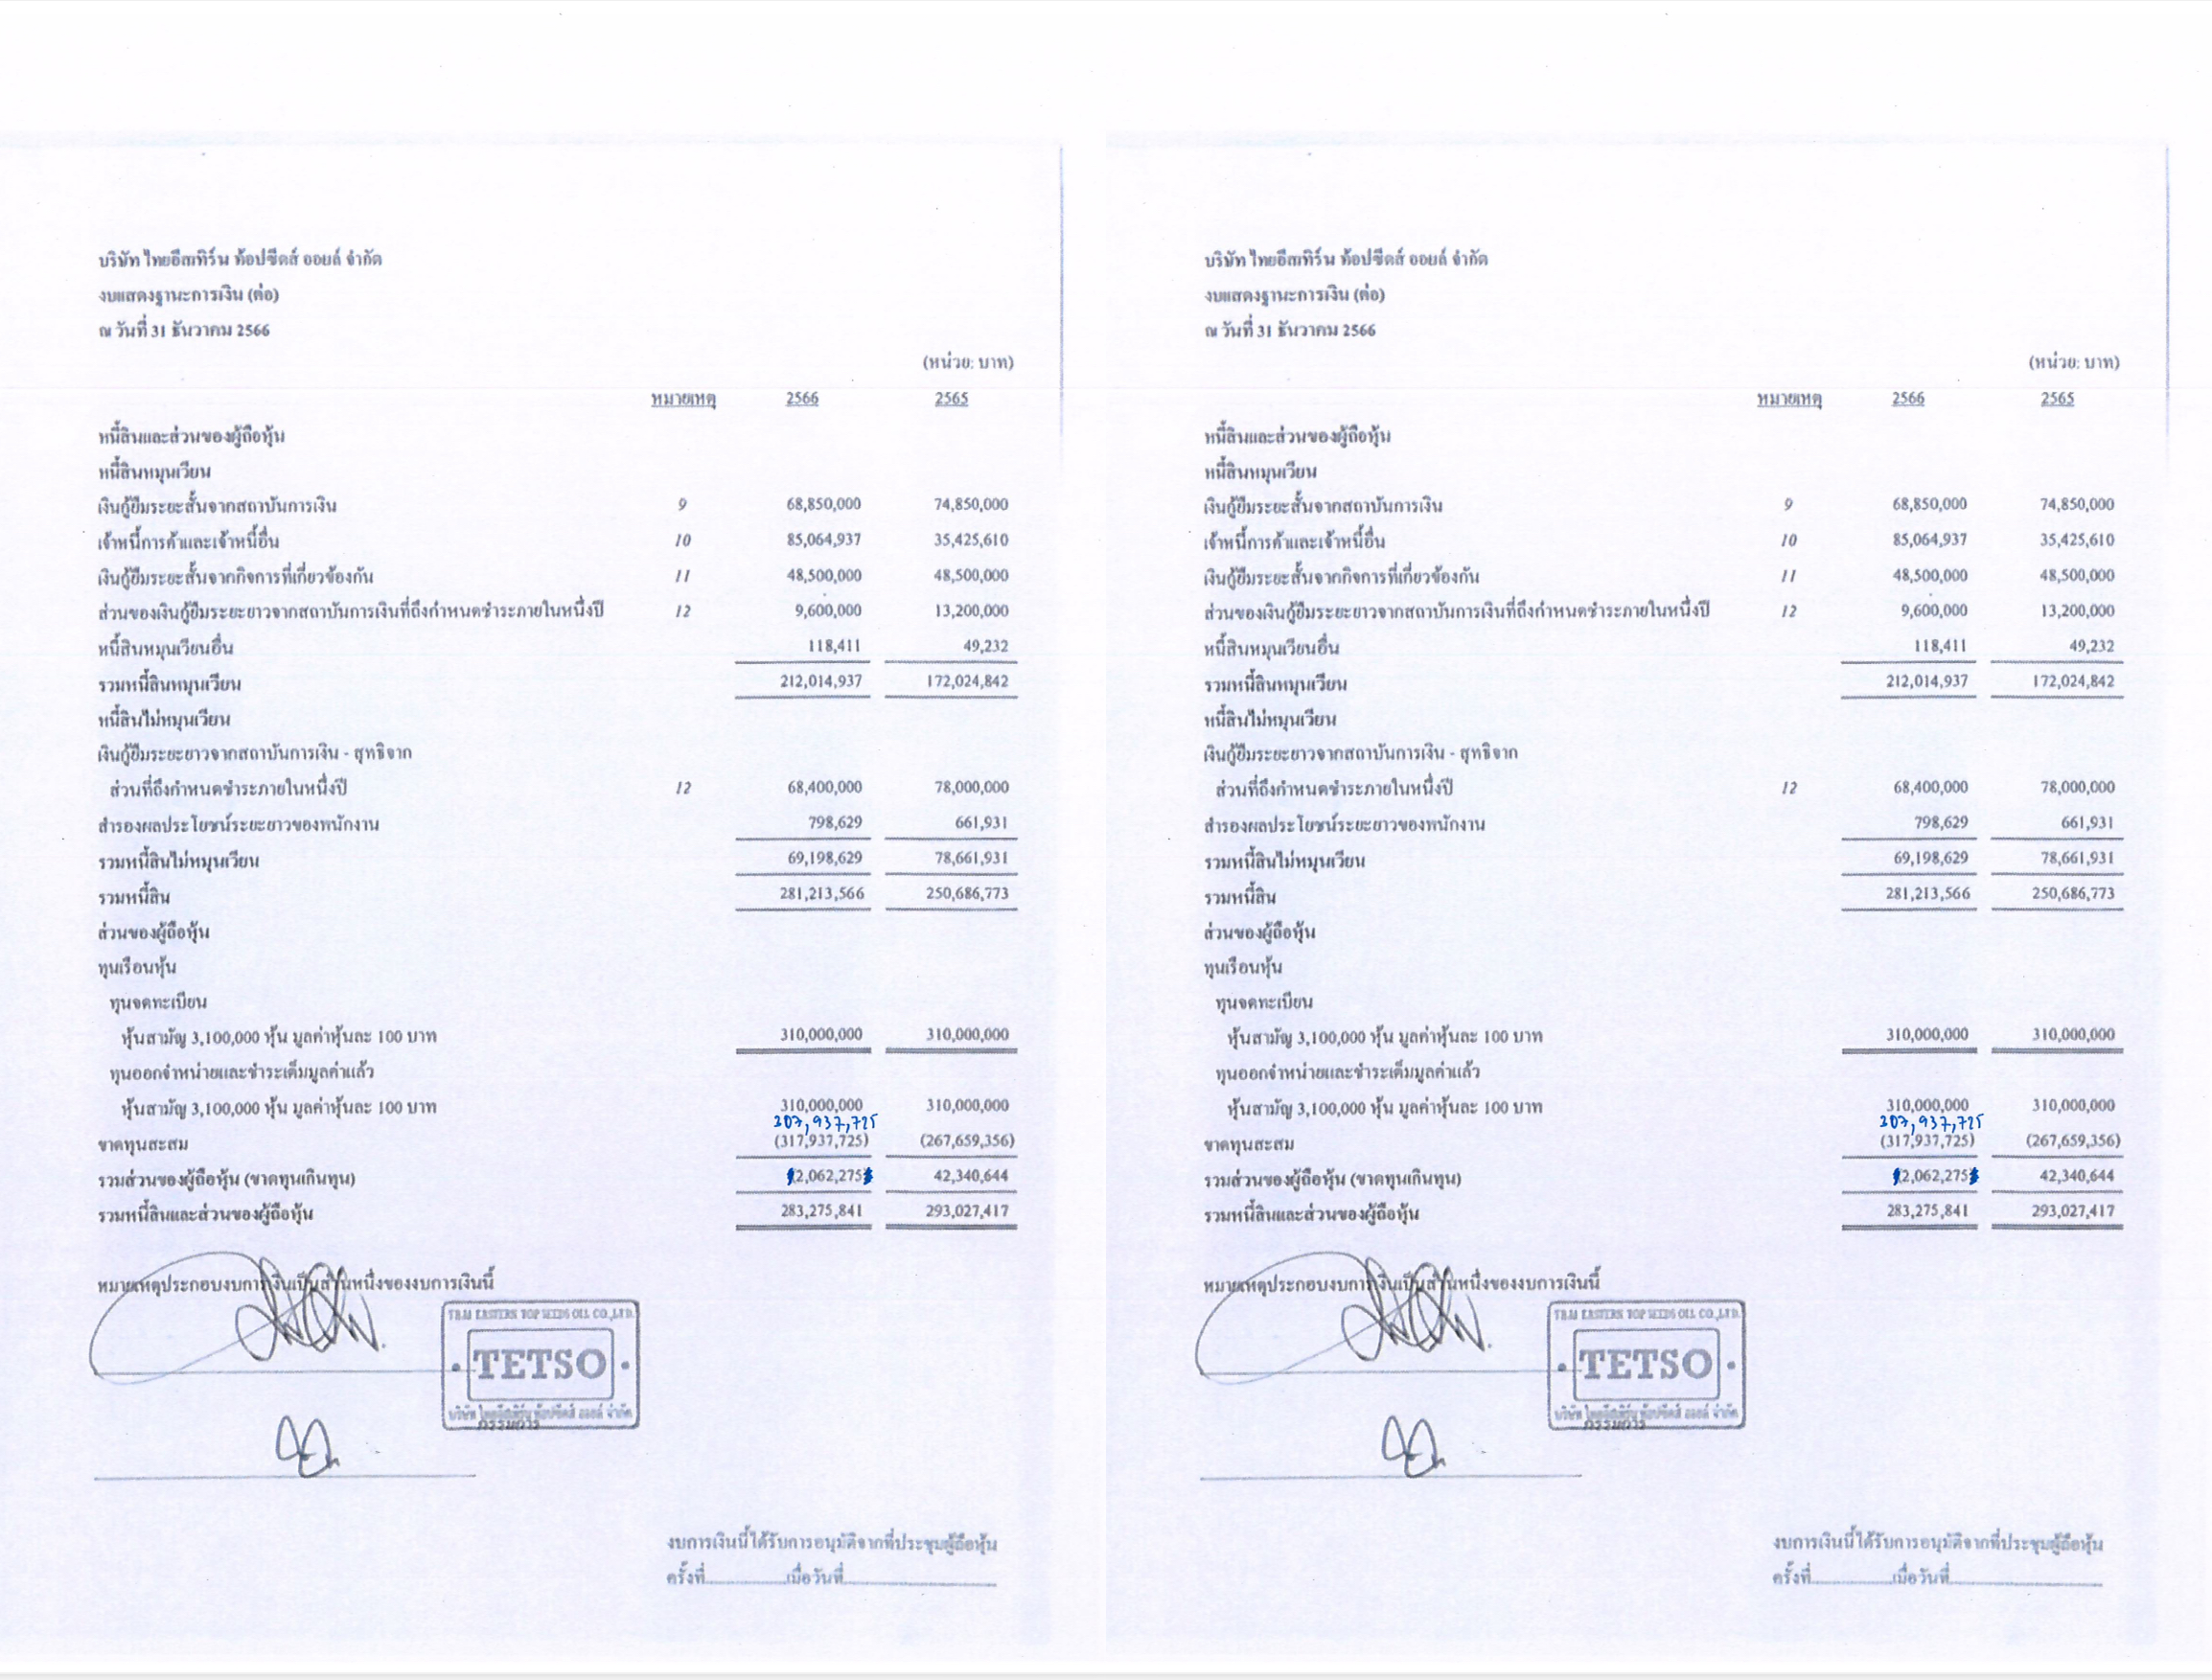 บริษัท ไทยอีสเทิร์น ท้อปซีดส์ ออยล์ จำกัด
งบแสดงฐานะการเงิน (ต่อ)
ณ วันที่ 31 ธันวาคม 2566
(หน่วย: บาท)
หมายเหตุ 2566 2565
หนี้สินและส่วนของผู้ถือหุ้น
หนี้สินหมุนเวียน
เงินกู้ยืมระยะสั้นจากสถาบันการเงิน 9 68,850,000 74,850,000
เจ้าหนี้การค้าและเจ้าหนี้อื่น 10 85,064,937 35,425,610
เงินกู้ยืมระยะสั้นจากกิจการที่เกี่ยวข้องกัน 11 48,500,000 48,500,000
ส่วนของเงินกู้ยืมระยะยาวจากสถาบันการเงินที่ถึงกำหนดชำระภายในหนึ่งปี 12 9,600,000 13,200,000
หนี้สินหมุนเวียนอื่น 118,411 49,232
รวมหนี้สินหมุนเวียน 212,014,937 172,024,842
หนี้สินไม่หมุนเวียน
เงินกู้ยืมระยะยาวจากสถาบันการเงิน - สุทธิจาก
ส่วนที่ถึงกำหนดชำระภายในหนึ่งปี 12 68,400,000 78,000,000
สำรองผลประโยชน์ระยะยาวของพนักงาน 798,629 661,931
รวมหนี้สินไม่หมุนเวียน 69,198,629 78,661,931
รวมหนี้สิน 281,213,566 250,686,773
ส่วนของผู้ถือหุ้น
ทุนเรือนหุ้น
ทุนจดทะเบียน
หุ้นสามัญ 3,100,000 หุ้น มูลค่าหุ้นละ 100 บาท 310,000,000 310,000,000
ทุนออกจำหน่ายและชำระเต็มมูลค่าแล้ว
หุ้นสามัญ 3,100,000 หุ้น มูลค่าหุ้นละ 100 บาท 310,000,000 310,000,000
307,937,725
ขาดทุนสะสม (317,937,725) (267,659,356)
รวมส่วนของผู้ถือหุ้น (ขาดทุนเกินทุน) 2,062,275 42,340,644
รวมหนี้สินและส่วนของผู้ถือหุ้น 283,275,841 293,027,417
หมายเหตุประกอบงบการเงินเป็นส่วนหนึ่งของงบการเงินนี้
THAI EASTERN TOP SEEDS OIL CO.,LTD.
TETSO
บริษัท ไทยอีสเทิร์น ท้อปซีดส์ ออยล์ จำกัด
กรรมการ
งบการเงินนี้ได้รับการอนุมัติจากที่ประชุมผู้ถือหุ้น
ครั้งที่..................เมื่อวันที่..................................
บริษัท ไทยอีสเทิร์น ท้อปซีดส์ ออยล์ จำกัด
งบแสดงฐานะการเงิน (ต่อ)
ณ วันที่ 31 ธันวาคม 2566
(หน่วย: บาท)
หมายเหตุ 2566 2565
หนี้สินและส่วนของผู้ถือหุ้น
หนี้สินหมุนเวียน
เงินกู้ยืมระยะสั้นจากสถาบันการเงิน 9 68,850,000 74,850,000
เจ้าหนี้การค้าและเจ้าหนี้อื่น 10 85,064,937 35,425,610
เงินกู้ยืมระยะสั้นจากกิจการที่เกี่ยวข้องกัน 11 48,500,000 48,500,000
ส่วนของเงินกู้ยืมระยะยาวจากสถาบันการเงินที่ถึงกำหนดชำระภายในหนึ่งปี 12 9,600,000 13,200,000
หนี้สินหมุนเวียนอื่น 118,411 49,232
รวมหนี้สินหมุนเวียน 212,014,937 172,024,842
หนี้สินไม่หมุนเวียน
เงินกู้ยืมระยะยาวจากสถาบันการเงิน - สุทธิจาก
ส่วนที่ถึงกำหนดชำระภายในหนึ่งปี 12 68,400,000 78,000,000
สำรองผลประโยชน์ระยะยาวของพนักงาน 798,629 661,931
รวมหนี้สินไม่หมุนเวียน 69,198,629 78,661,931
รวมหนี้สิน 281,213,566 250,686,773
ส่วนของผู้ถือหุ้น
ทุนเรือนหุ้น
ทุนจดทะเบียน
หุ้นสามัญ 3,100,000 หุ้น มูลค่าหุ้นละ 100 บาท 310,000,000 310,000,000
ทุนออกจำหน่ายและชำระเต็มมูลค่าแล้ว
หุ้นสามัญ 3,100,000 หุ้น มูลค่าหุ้นละ 100 บาท 310,000,000 310,000,000
307,937,725
ขาดทุนสะสม (317,937,725) (267,659,356)
รวมส่วนของผู้ถือหุ้น (ขาดทุนเกินทุน) 2,062,275 42,340,644
รวมหนี้สินและส่วนของผู้ถือหุ้น 283,275,841 293,027,417
หมายเหตุประกอบงบการเงินเป็นส่วนหนึ่งของงบการเงินนี้
THAI EASTERN TOP SEEDS OIL CO.,LTD.
TETSO
บริษัท ไทยอีสเทิร์น ท้อปซีดส์ ออยล์ จำกัด
กรรมการ
งบการเงินนี้ได้รับการอนุมัติจากที่ประชุมผู้ถือหุ้น
ครั้งที่..................เมื่อวันที่..................................